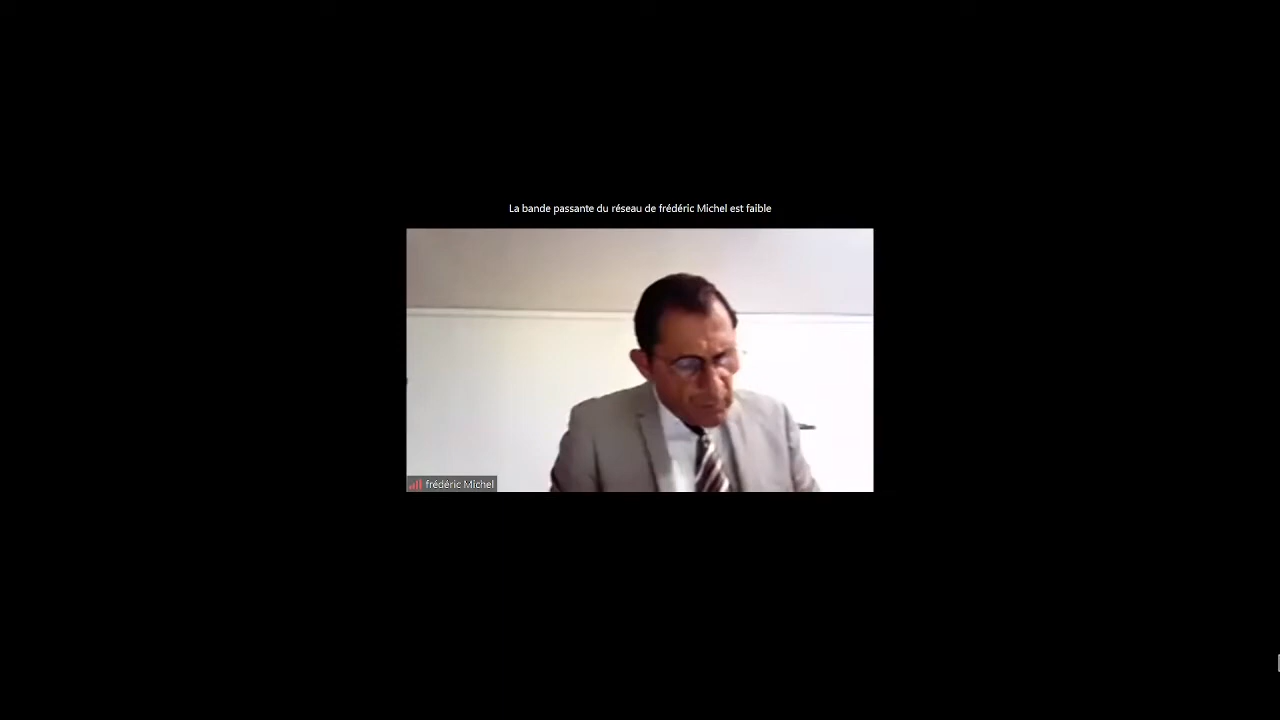 La bande passante du réseau de frédéric Michel est faible
frédéric Michel